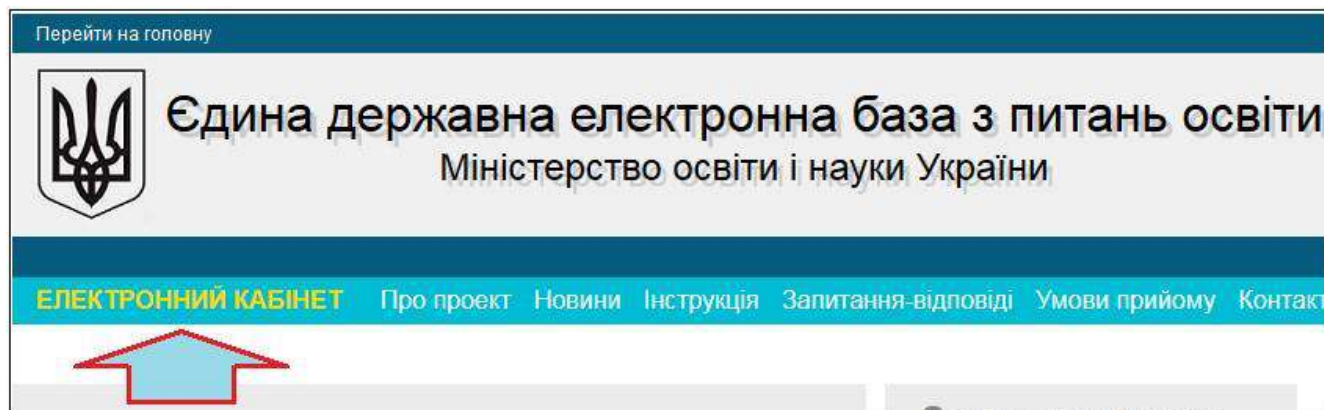 Перейти на головну
Єдина державна електронна база з питань освіти
Міністерство освіти і науки України
ЕЛЕКТРОННИЙ КАБІНЕТ Про проект Новини Інструкція Запитання-відповіді Умови прийому Контакт